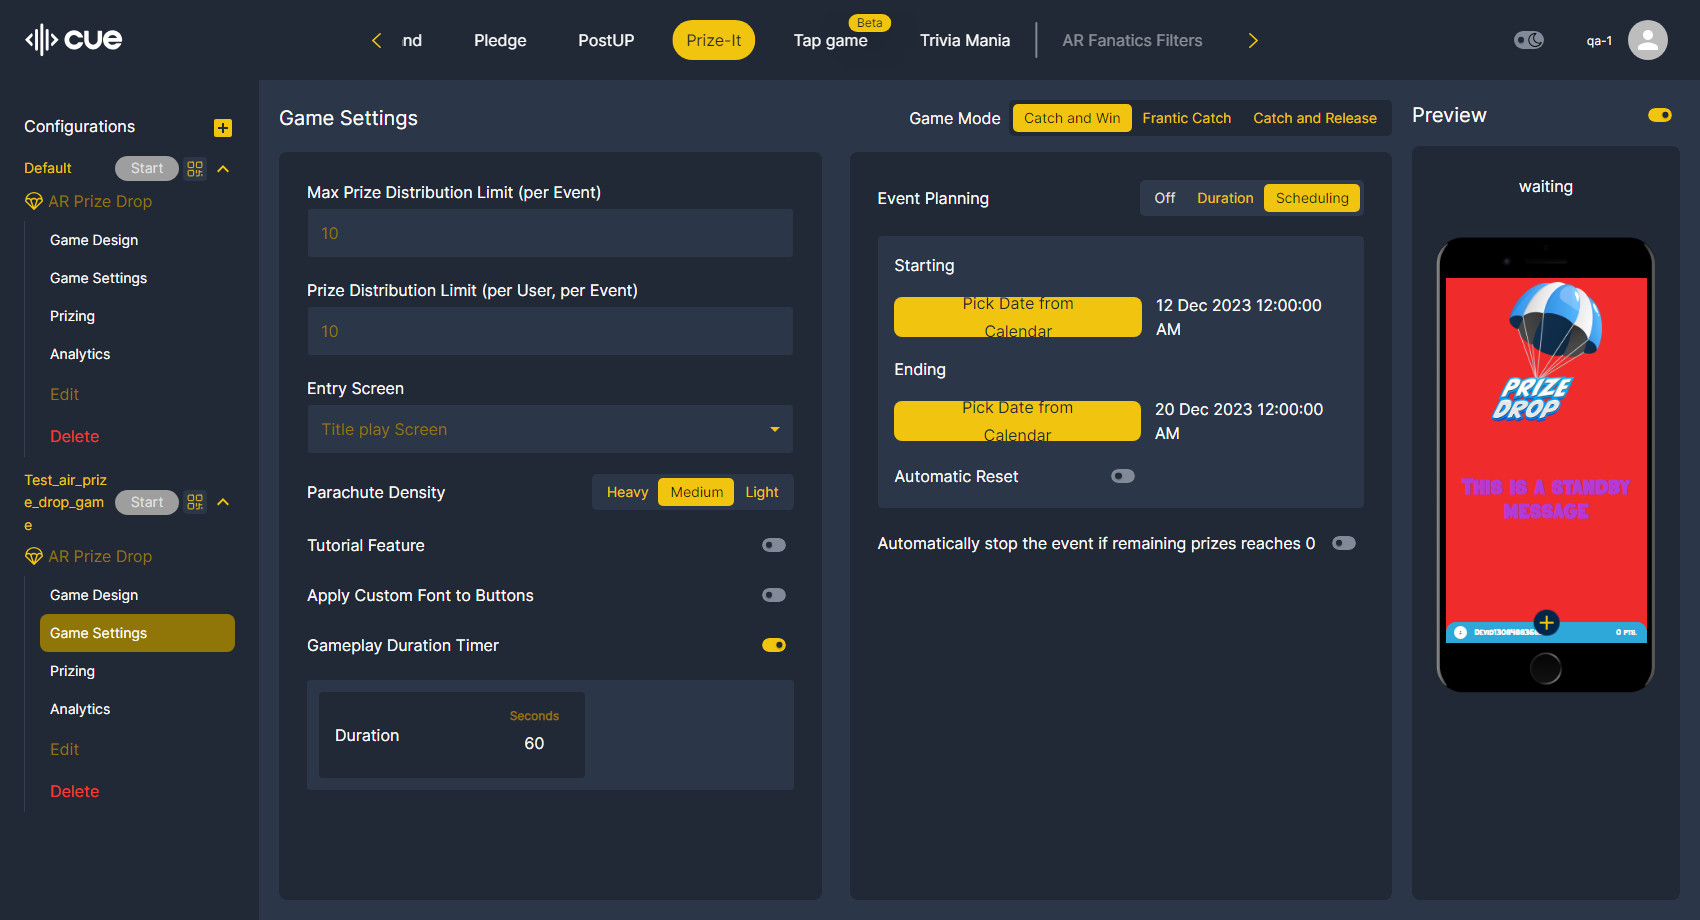 cue
nd
Pledge
PostUP
Prize-It
Beta
Tap game
Trivia Mania
AR Fanatics Filters
qa-1
Configurations
Default
Start
AR Prize Drop
Game Design
Game Settings
Prizing
Analytics
Edit
Delete
Test_air_priz
e_drop_gam
e
Start
AR Prize Drop
Game Design
Game Settings
Prizing
Analytics
Edit
Delete
Game Settings
Game Mode
Catch and Win
Frantic Catch
Catch and Release
Max Prize Distribution Limit (per Event)
10
Prize Distribution Limit (per User, per Event)
10
Entry Screen
Title play Screen
Parachute Density
Heavy
Medium
Light
Tutorial Feature
Apply Custom Font to Buttons
Gameplay Duration Timer
Duration
Seconds
60
Event Planning
Off
Duration
Scheduling
Starting
Pick Date from
Calendar
12 Dec 2023 12:00:00
AM
Ending
Pick Date from
Calendar
20 Dec 2023 12:00:00
AM
Automatic Reset
Automatically stop the event if remaining prizes reaches 0
Preview
waiting
PRIZE
DROP
THIS IS A STANDBY
MESSAGE
0 PTS.